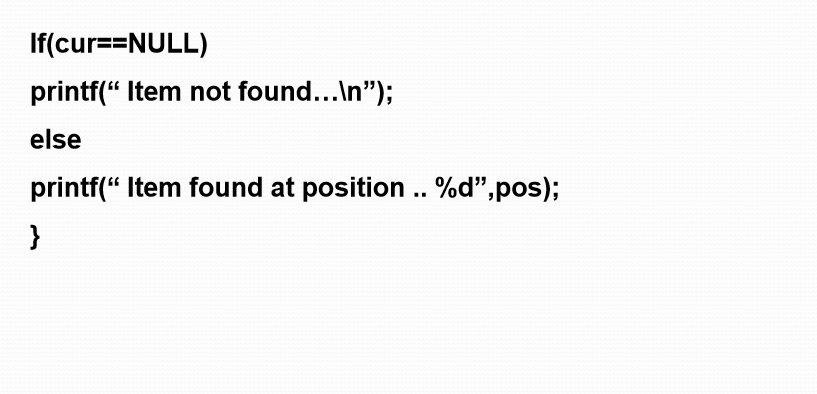 If(cur==NULL)
printf(“ Item not found…\n”);
else
printf(“ Item found at position .. %d”,pos);
}